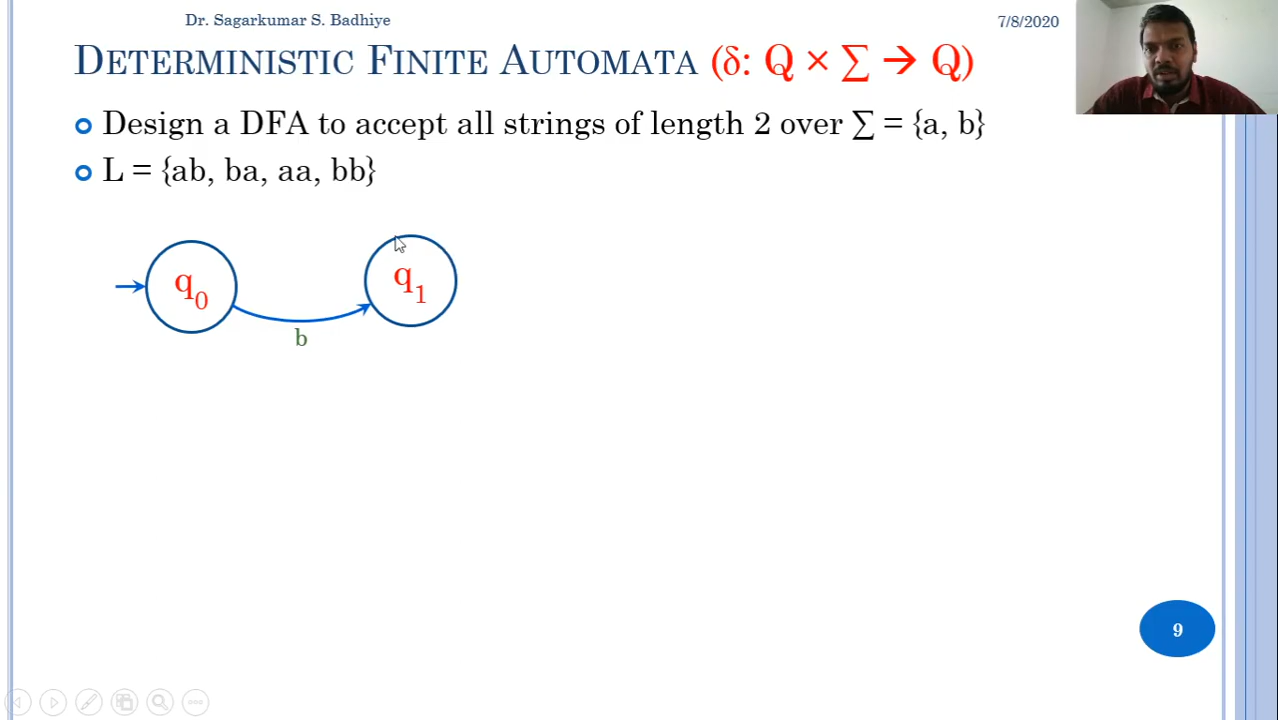 Dr. Sagarkumar S. Badhiye 7/8/2020
DETERMINISTIC FINITE AUTOMATA (δ: Q × ∑ → Q)
Design a DFA to accept all strings of length 2 over ∑ = {a, b}
L = {ab, ba, aa, bb}
q0 q1
b
9